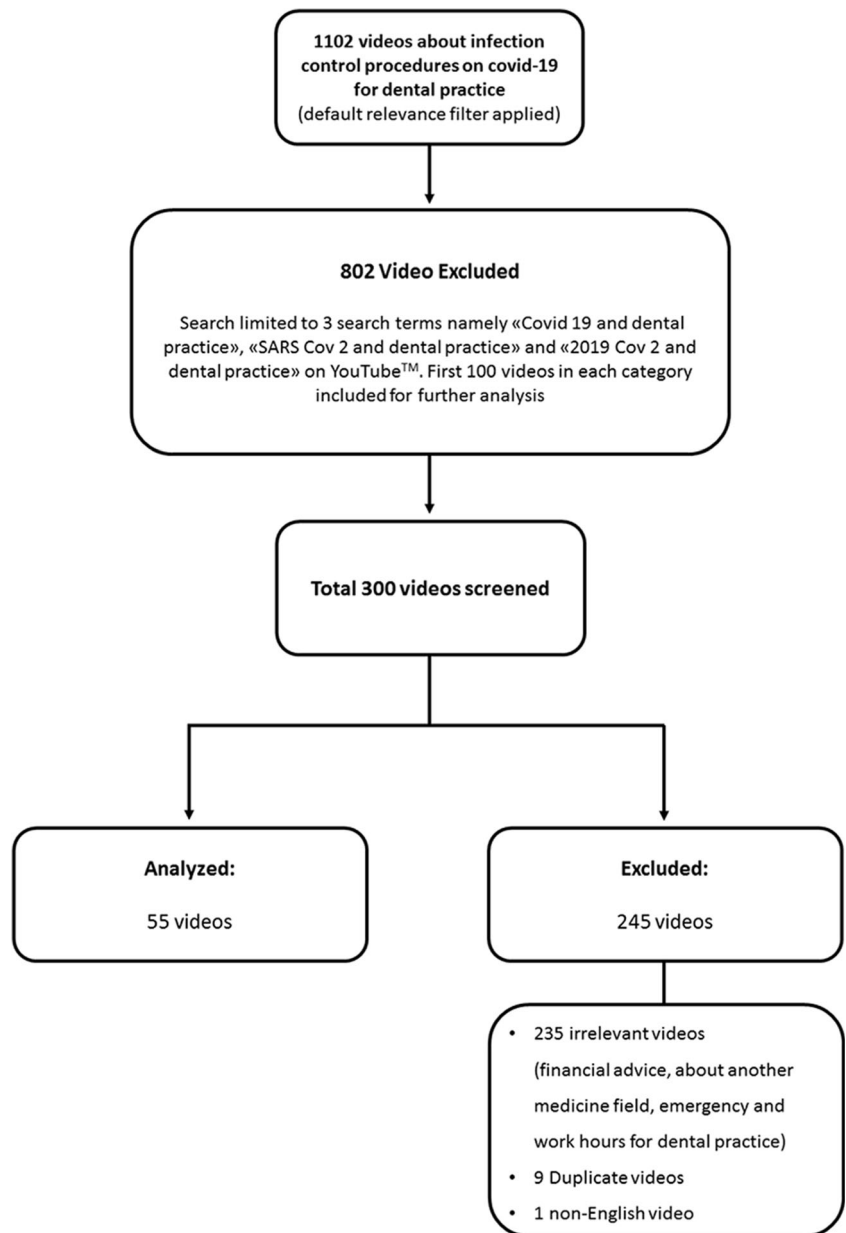 1102 videos about infection
control procedures on covid-19
for dental practice
(default relevance filter applied)
802 Video Excluded
Search limited to 3 search terms namely «Covid 19 and dental
practice», «SARS Cov 2 and dental practice» and «2019 Cov 2 and
dental practice» on YouTube™. First 100 videos in each category
included for further analysis
Total 300 videos screened
Analyzed:
55 videos
Excluded:
245 videos
• 235 irrelevant videos
(financial advice, about another
medicine field, emergency and
work hours for dental practice)
• 9 Duplicate videos
• 1 non-English video